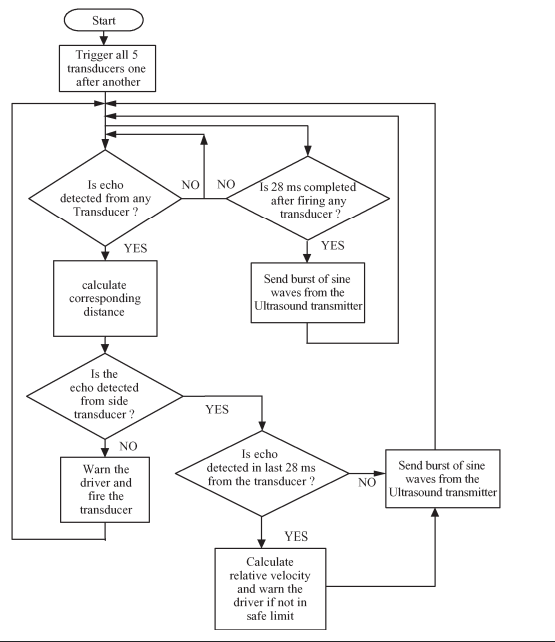 Start
Trigger all 5
transducers one
after another
Is echo
detected from any
Transducer ?
NO
NO
Is 28 ms completed
after firing any
transducer ?
YES
YES
calculate
corresponding
distance
Send burst of sine
waves from the
Ultrasound transmitter
Is the
echo detected
from side
transducer ?
YES
NO
Warn the
driver and
fire the
transducer
Is echo
detected in last 28 ms
from the transducer ?
NO
Send burst of sine
waves from the
Ultrasound transmitter
YES
Calculate
relative velocity
and warn the
driver if not in
safe limit